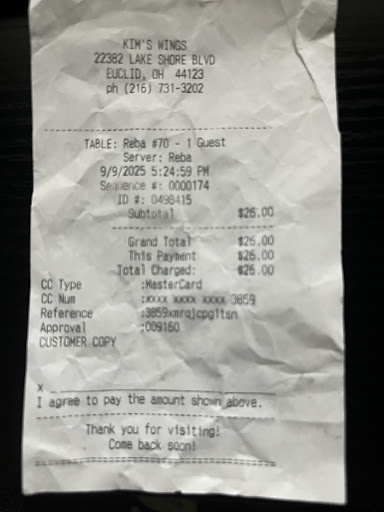 KIM'S WINGS
22382 LAKE SHORE BLVD
EUCLID, OH 44123
ph (216) 731-3202
TABLE: Reba #70 - 1 Guest
Server: Reba
9/9/2025 5:24:59 PM
Sequence #: 0000174
ID #: 0498415
Subtotal $26.00
Grand Total $26.00
This Payment $26.00
Total Charged: $26.00
CC Type :MasterCard
CC Num :xxxx xxxx xxxx 3859
Reference :3859xmrqjcpgltsn
Approval :009160
CUSTOMER COPY
x
I agree to pay the amount shown above.
Thank you for visiting!
Come back soon!